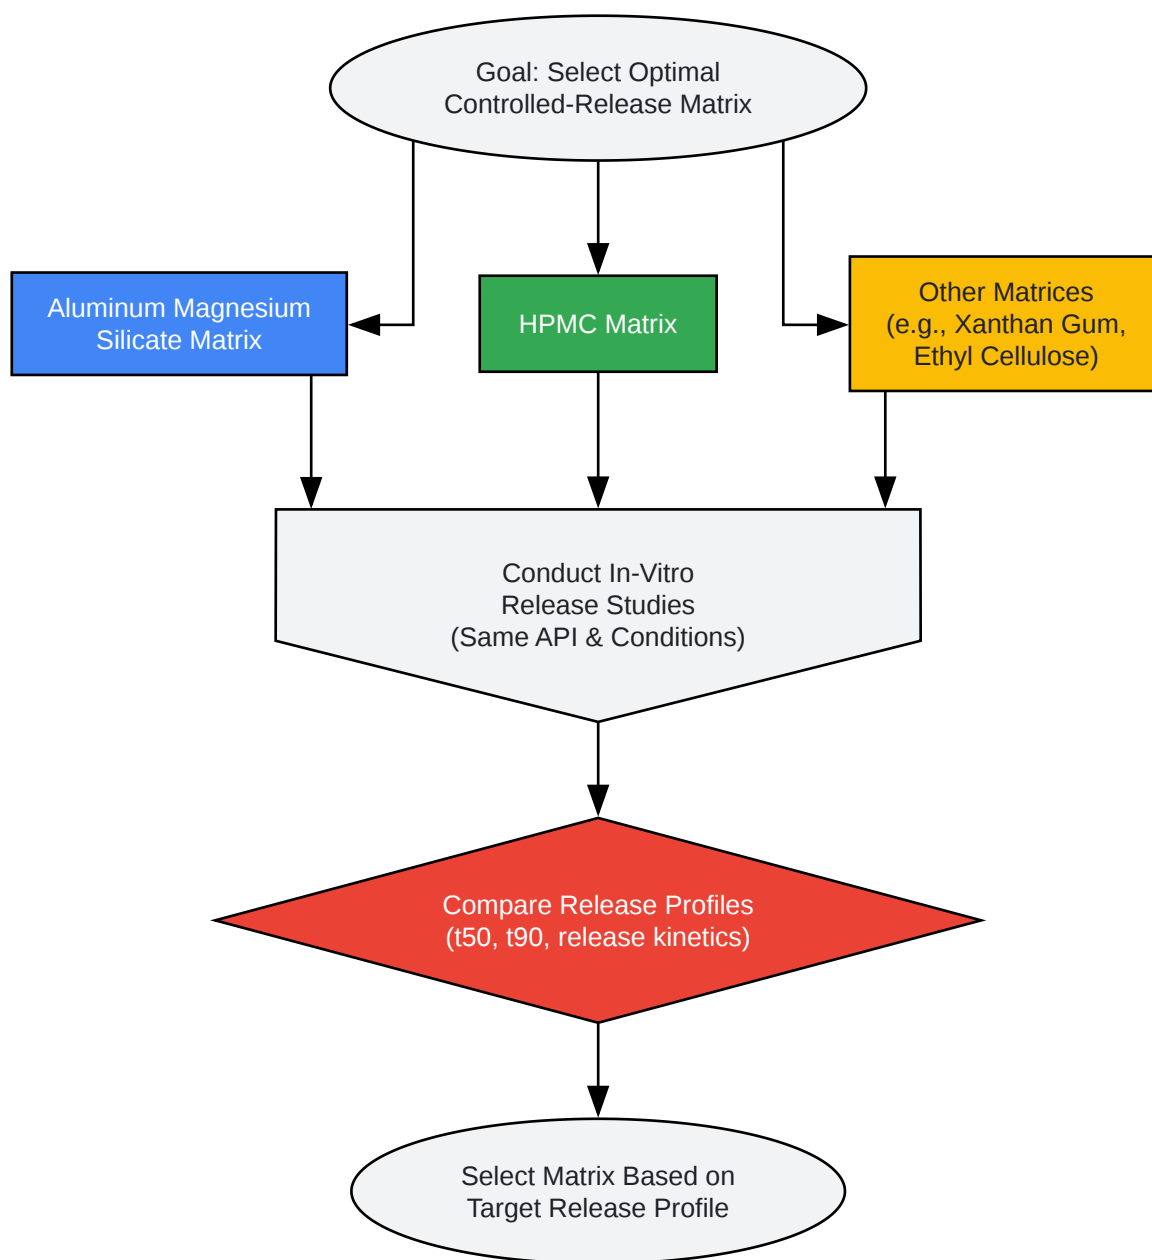 Goal: Select Optimal
Controlled-Release Matrix
Aluminum Magnesium
Silicate Matrix
HPMC Matrix
Other Matrices
(e.g., Xanthan Gum,
Ethyl Cellulose)
Conduct In-Vitro
Release Studies
(Same API & Conditions)
Compare Release Profiles
(t50, t90, release kinetics)
Select Matrix Based on
Target Release Profile